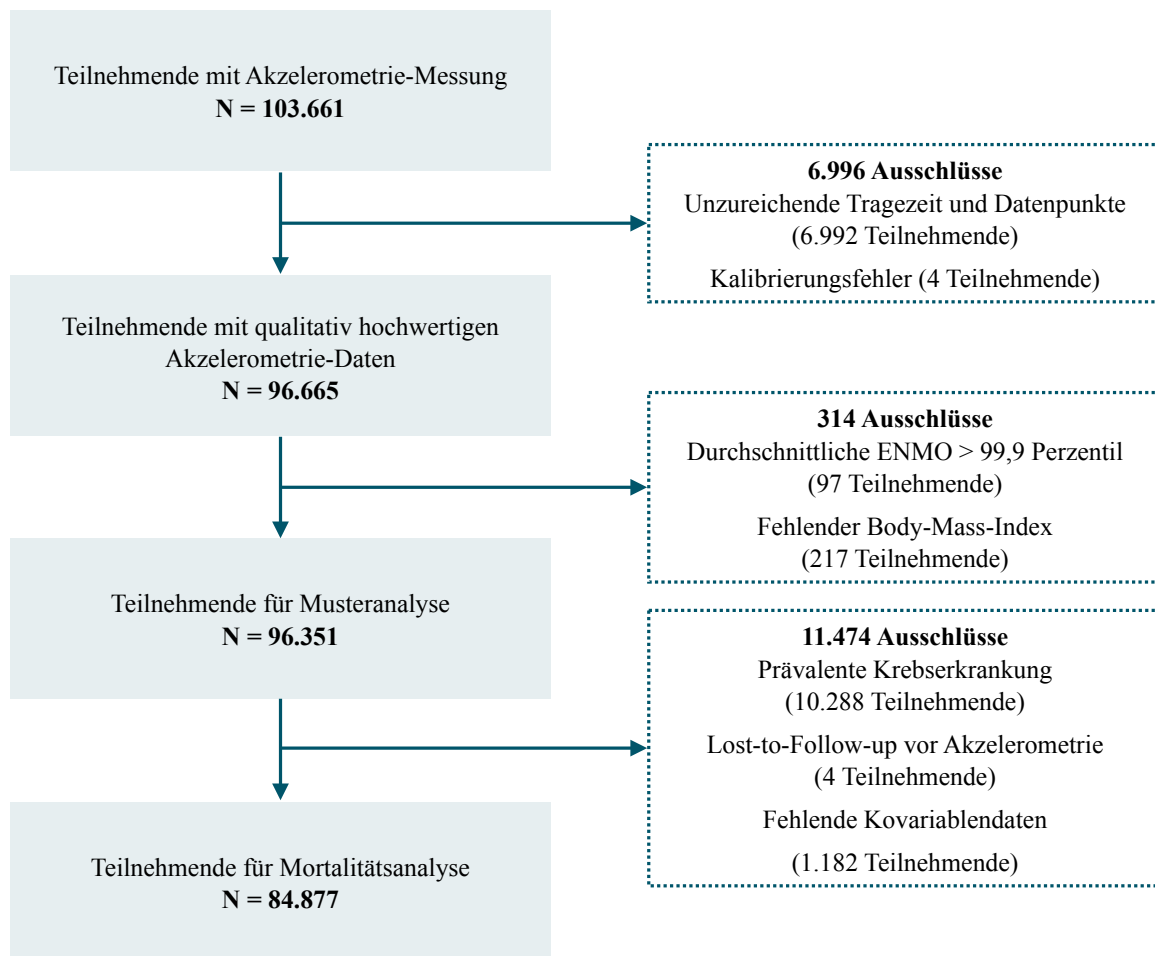 Teilnehmende mit Akzelerometrie-Messung
N = 103.661
6.996 Ausschlüsse
Unzureichende Tragezeit und Datenpunkte
(6.992 Teilnehmende)
Kalibrierungsfehler (4 Teilnehmende)
Teilnehmende mit qualitativ hochwertigen
Akzelerometrie-Daten
N = 96.665
314 Ausschlüsse
Durchschnittliche ENMO > 99,9 Perzentil
(97 Teilnehmende)
Fehlender Body-Mass-Index
(217 Teilnehmende)
Teilnehmende für Musteranalyse
N = 96.351
11.474 Ausschlüsse
Prävalente Krebserkrankung
(10.288 Teilnehmende)
Lost-to-Follow-up vor Akzelerometrie
(4 Teilnehmende)
Fehlende Kovariablendaten
(1.182 Teilnehmende)
Teilnehmende für Mortalitätsanalyse
N = 84.877